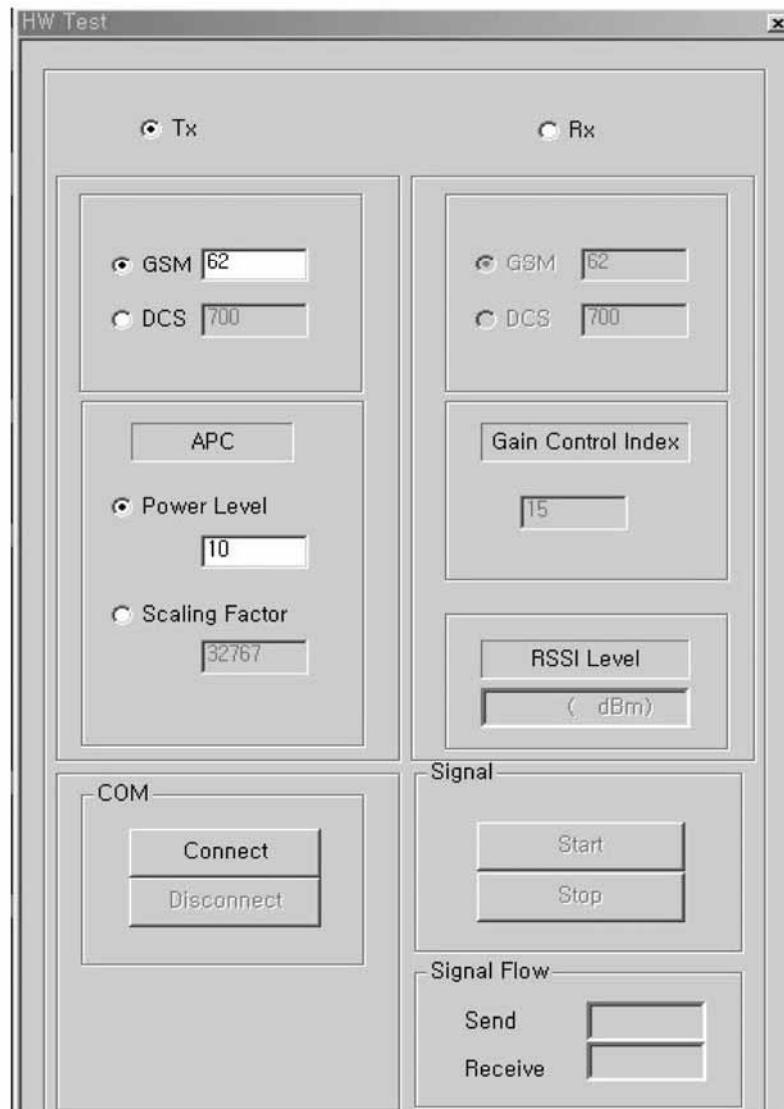 HW Test
Tx
Rx
GSM 62
DCS 700
GSM 62
DCS 700
APC
Power Level
10
Scaling Factor
32767
Gain Control Index
15
RSSI Level
( dBm)
COM
Connect
Disconnect
Signal
Start
Stop
Signal Flow
Send
Receive